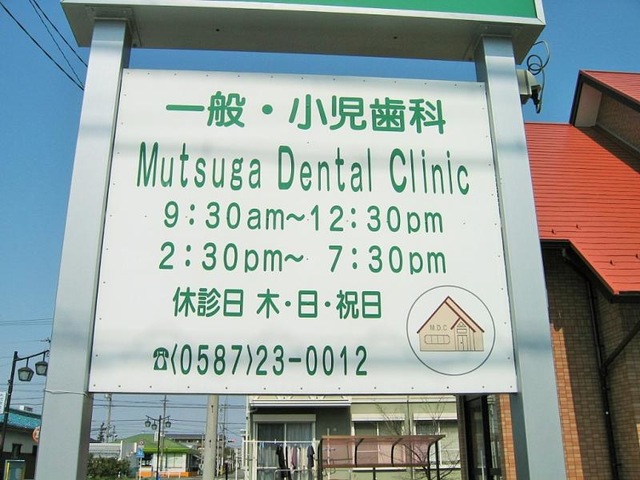 一般・小児歯科
Mutsuga Dental Clinic
9:30am～12:30pm
2:30pm～ 7:30pm
休診日 木・日・祝日
M.D.C
☎(0587)23-0012